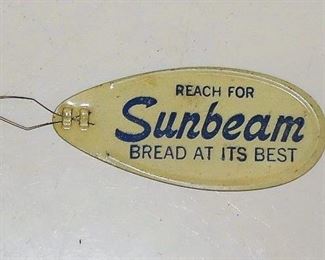 REACH FOR
Sunbeam
BREAD AT ITS BEST